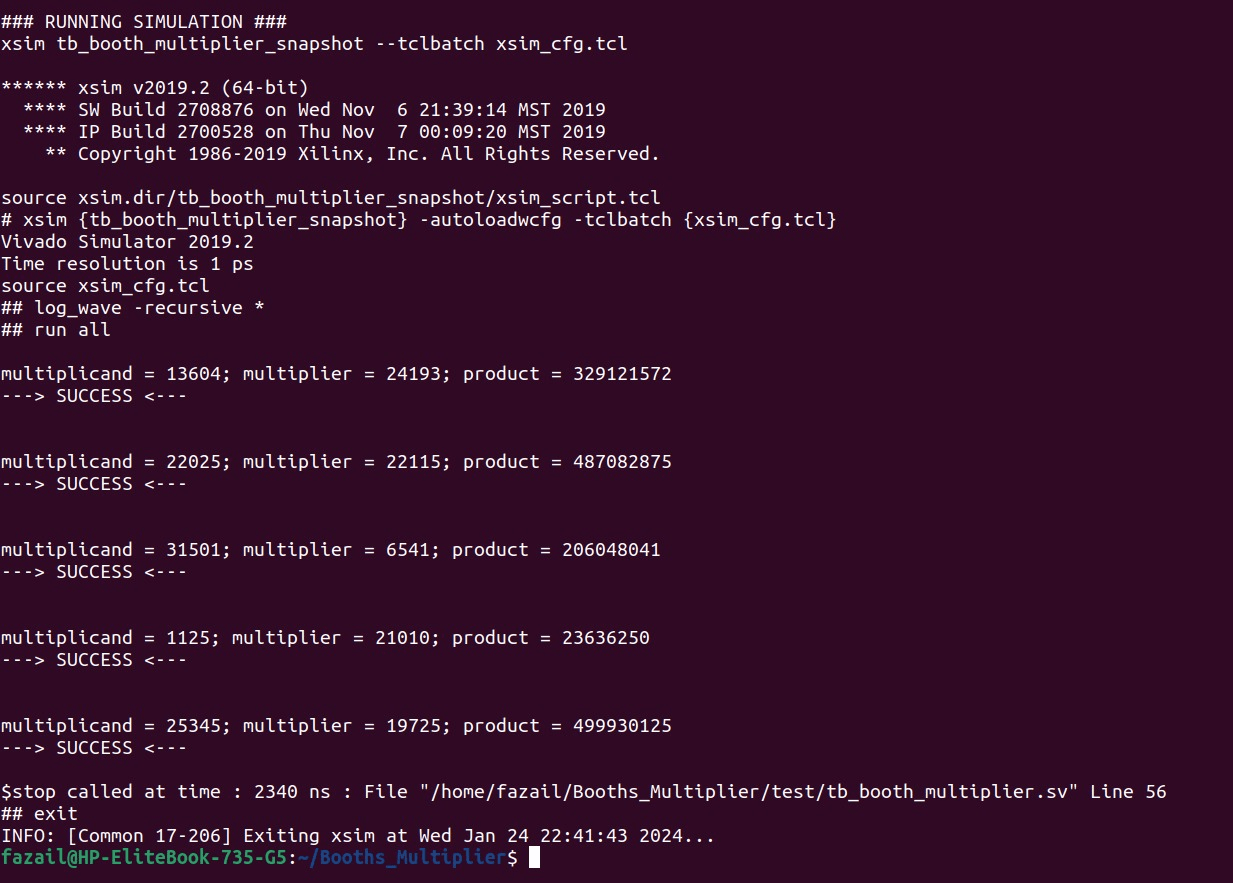 ### RUNNING SIMULATION ###
xsim tb_booth_multiplier_snapshot --tclbatch xsim_cfg.tcl
****** xsim v2019.2 (64-bit)
  **** SW Build 2708876 on Wed Nov  6 21:39:14 MST 2019
  **** IP Build 2700528 on Thu Nov  7 00:09:20 MST 2019
    ** Copyright 1986-2019 Xilinx, Inc. All Rights Reserved.
source xsim.dir/tb_booth_multiplier_snapshot/xsim_script.tcl
# xsim {tb_booth_multiplier_snapshot} -autoloadwcfg -tclbatch {xsim_cfg.tcl}
Vivado Simulator 2019.2
Time resolution is 1 ps
source xsim_cfg.tcl
## log_wave -recursive *
## run all
multiplicand = 13604; multiplier = 24193; product = 329121572
---> SUCCESS <---
multiplicand = 22025; multiplier = 22115; product = 487082875
---> SUCCESS <---
multiplicand = 31501; multiplier = 6541; product = 206048041
---> SUCCESS <---
multiplicand = 1125; multiplier = 21010; product = 23636250
---> SUCCESS <---
multiplicand = 25345; multiplier = 19725; product = 499930125
---> SUCCESS <---
$stop called at time : 2340 ns : File "/home/fazail/Booths_Multiplier/test/tb_booth_multiplier.sv" Line 56
## exit
INFO: [Common 17-206] Exiting xsim at Wed Jan 24 22:41:43 2024...
fazail@HP-EliteBook-735-G5:~/Booths_Multiplier$